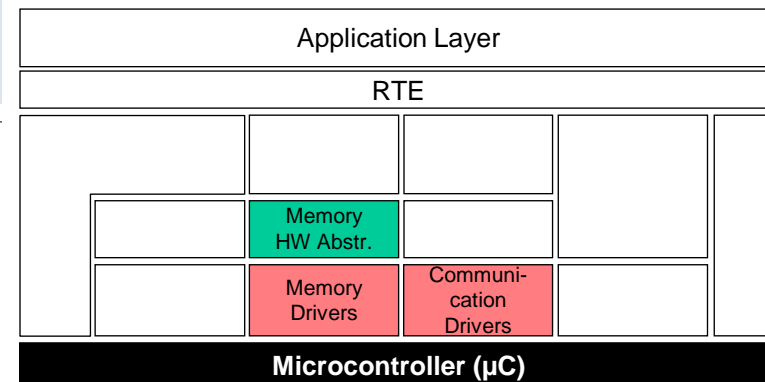 Application Layer
RTE
Memory
HW Abstr.
Memory
Drivers
Communi-
cation
Drivers
Microcontroller (µC)